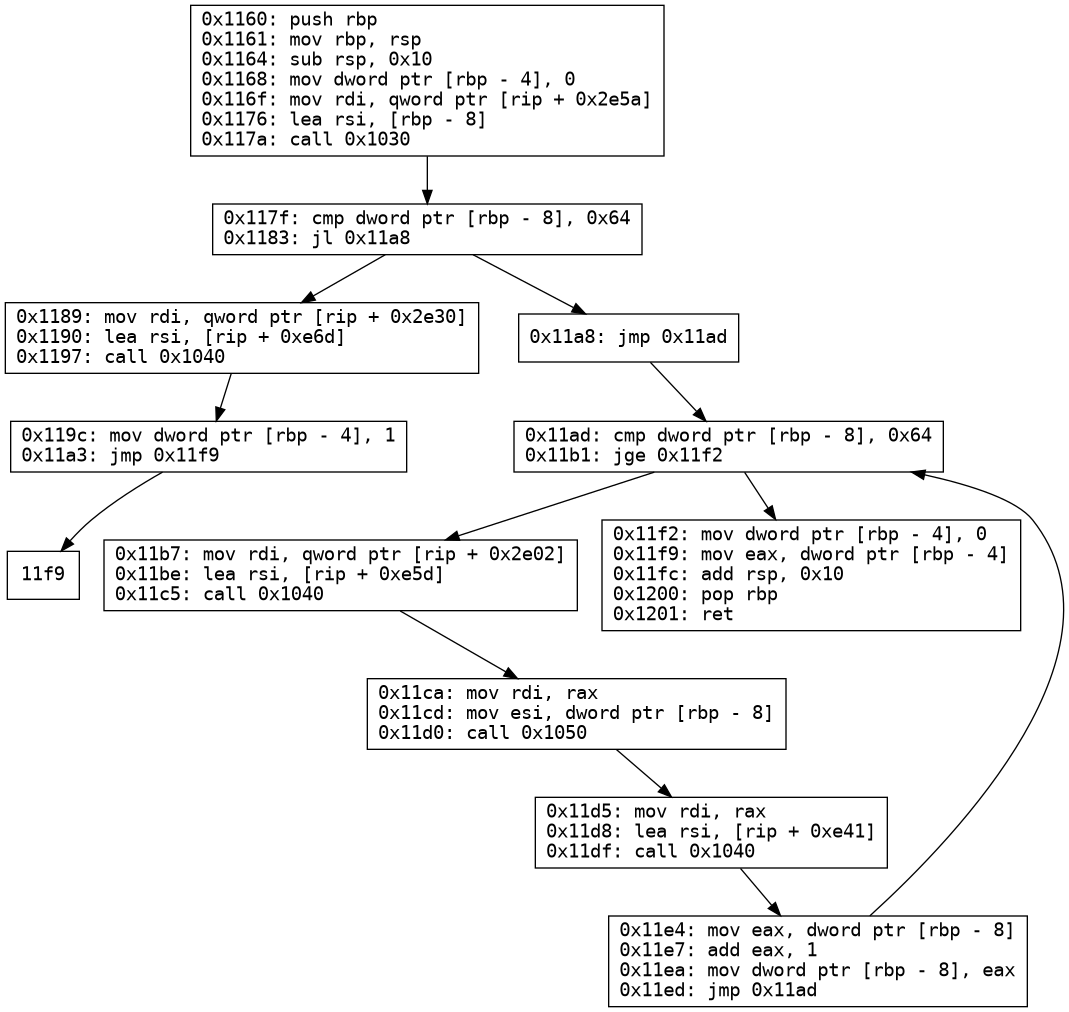 0x1160: push rbp
0x1161: mov rbp, rsp
0x1164: sub rsp, 0x10
0x1168: mov dword ptr [rbp - 4], 0
0x116f: mov rdi, qword ptr [rip + 0x2e5a]
0x1176: lea rsi, [rbp - 8]
0x117a: call 0x1030
0x117f: cmp dword ptr [rbp - 8], 0x64
0x1183: jl 0x11a8
0x1189: mov rdi, qword ptr [rip + 0x2e30]
0x1190: lea rsi, [rip + 0xe6d]
0x1197: call 0x1040
0x11a8: jmp 0x11ad
0x119c: mov dword ptr [rbp - 4], 1
0x11a3: jmp 0x11f9
0x11ad: cmp dword ptr [rbp - 8], 0x64
0x11b1: jge 0x11f2
11f9
0x11b7: mov rdi, qword ptr [rip + 0x2e02]
0x11be: lea rsi, [rip + 0xe5d]
0x11c5: call 0x1040
0x11f2: mov dword ptr [rbp - 4], 0
0x11f9: mov eax, dword ptr [rbp - 4]
0x11fc: add rsp, 0x10
0x1200: pop rbp
0x1201: ret
0x11ca: mov rdi, rax
0x11cd: mov esi, dword ptr [rbp - 8]
0x11d0: call 0x1050
0x11d5: mov rdi, rax
0x11d8: lea rsi, [rip + 0xe41]
0x11df: call 0x1040
0x11e4: mov eax, dword ptr [rbp - 8]
0x11e7: add eax, 1
0x11ea: mov dword ptr [rbp - 8], eax
0x11ed: jmp 0x11ad